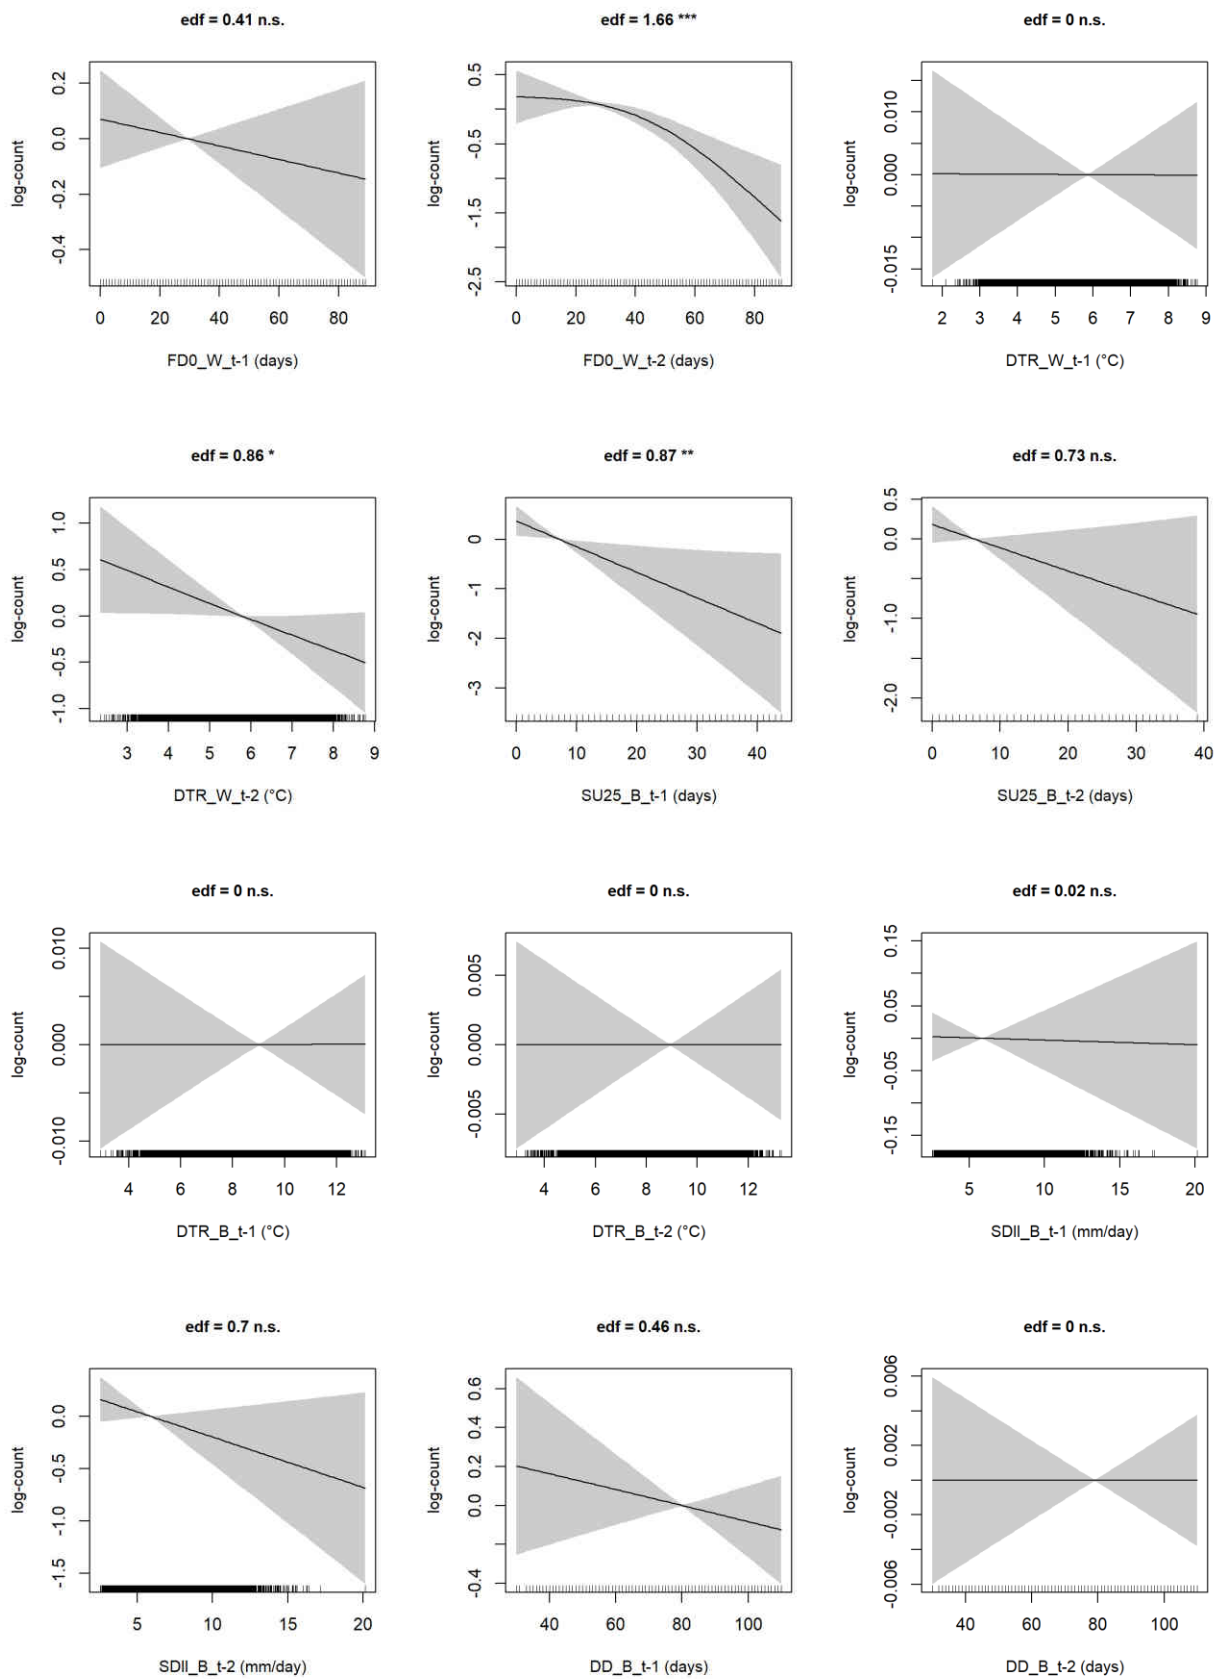 edf = 0.41 n.s.
edf = 1.66 ***
edf = 0 n.s.
log-count
0.2
0.0
-0.2
-0.4
0 20 40 60 80
FD0_W_t-1 (days)
log-count
0.5
-0.5
-1.5
-2.5
0 20 40 60 80
FD0_W_t-2 (days)
log-count
0.010
0.000
-0.015
2 3 4 5 6 7 8 9
DTR_W_t-1 (°C)
edf = 0.86 *
edf = 0.87 **
edf = 0.73 n.s.
log-count
1.0
0.5
0.0
-0.5
-1.0
3 4 5 6 7 8 9
DTR_W_t-2 (°C)
log-count
0
-1
-2
-3
0 10 20 30 40
SU25_B_t-1 (days)
log-count
0.5
0.0
-1.0
-2.0
0 10 20 30 40
SU25_B_t-2 (days)
edf = 0 n.s.
edf = 0 n.s.
edf = 0.02 n.s.
log-count
0.010
0.000
-0.010
4 6 8 10 12
DTR_B_t-1 (°C)
log-count
0.005
0.000
-0.005
4 6 8 10 12
DTR_B_t-2 (°C)
log-count
0.15
0.05
-0.05
-0.15
5 10 15 20
SDII_B_t-1 (mm/day)
edf = 0.7 n.s.
edf = 0.46 n.s.
edf = 0 n.s.
log-count
0.0
-0.5
-1.0
-1.5
5 10 15 20
SDII_B_t-2 (mm/day)
log-count
0.6
0.4
0.2
0.0
-0.4
40 60 80 100
DD_B_t-1 (days)
log-count
0.006
0.002
-0.002
-0.006
40 60 80 100
DD_B_t-2 (days)